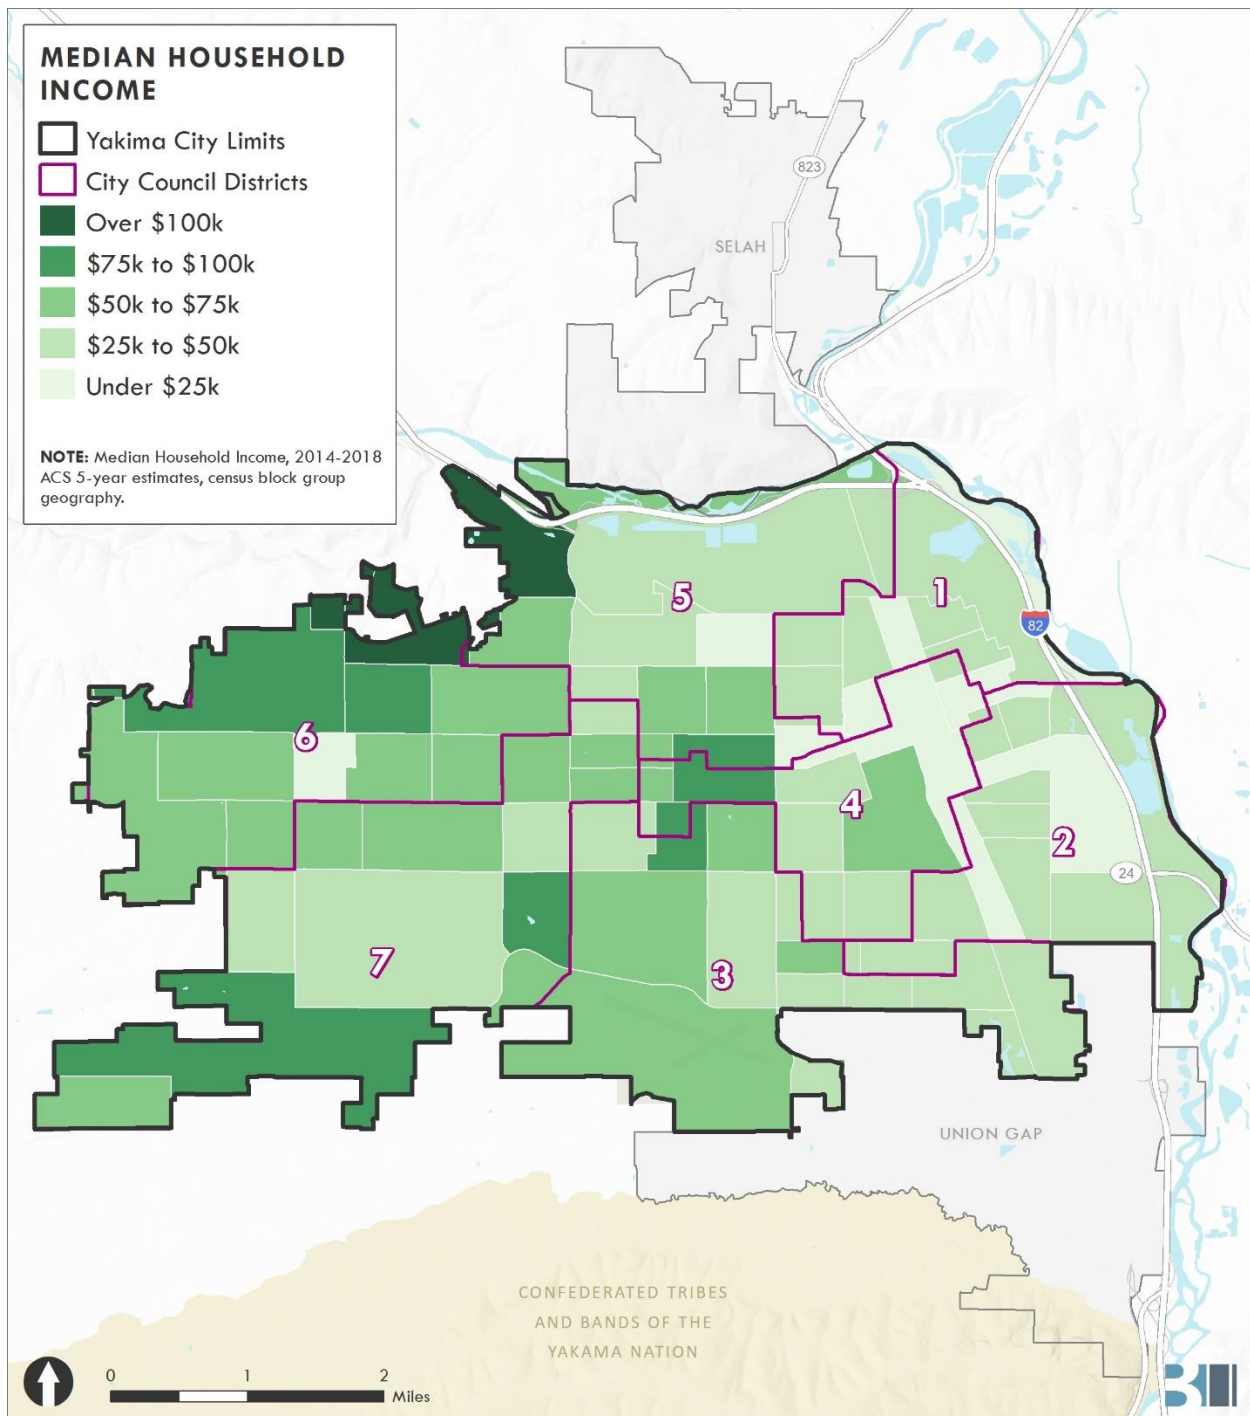 MEDIAN HOUSEHOLD
INCOME
Yakima City Limits
City Council Districts
Over $100k
$75k to $100k
$50k to $75k
$25k to $50k
Under $25k
NOTE: Median Household Income, 2014-2018
ACS 5-year estimates, census block group
geography.
823
SELAH
5
1
82
6
4
2
24
7
3
UNION GAP
CONFEDERATED TRIBES
AND BANDS OF THE
YAKAMA NATION
0 1 2
Miles